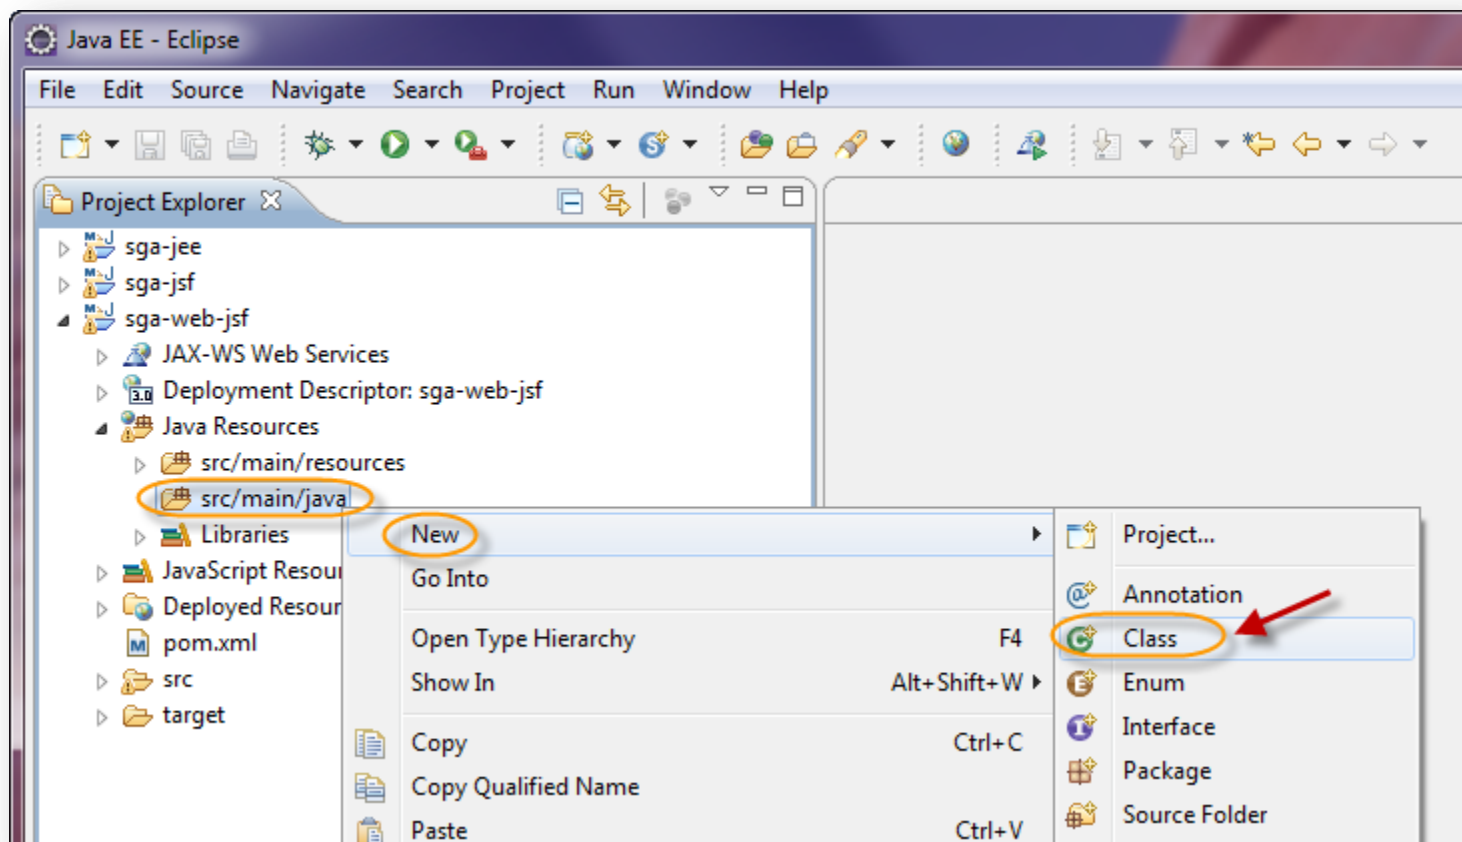 Java EE - Eclipse
File Edit Source Navigate Search Project Run Window Help
Project Explorer
sga-jee
sga-jsf
sga-web-jsf
JAX-WS Web Services
3.0 Deployment Descriptor: sga-web-jsf
Java Resources
src/main/resources
src/main/java
Libraries
JavaScript Resour
Deployed Resour
pom.xml
src
target
New
Go Into
Open Type Hierarchy F4
Show In Alt+Shift+W
Copy Ctrl+C
Copy Qualified Name
Paste Ctrl+V
Project...
Annotation
Class
Enum
Interface
Package
Source Folder